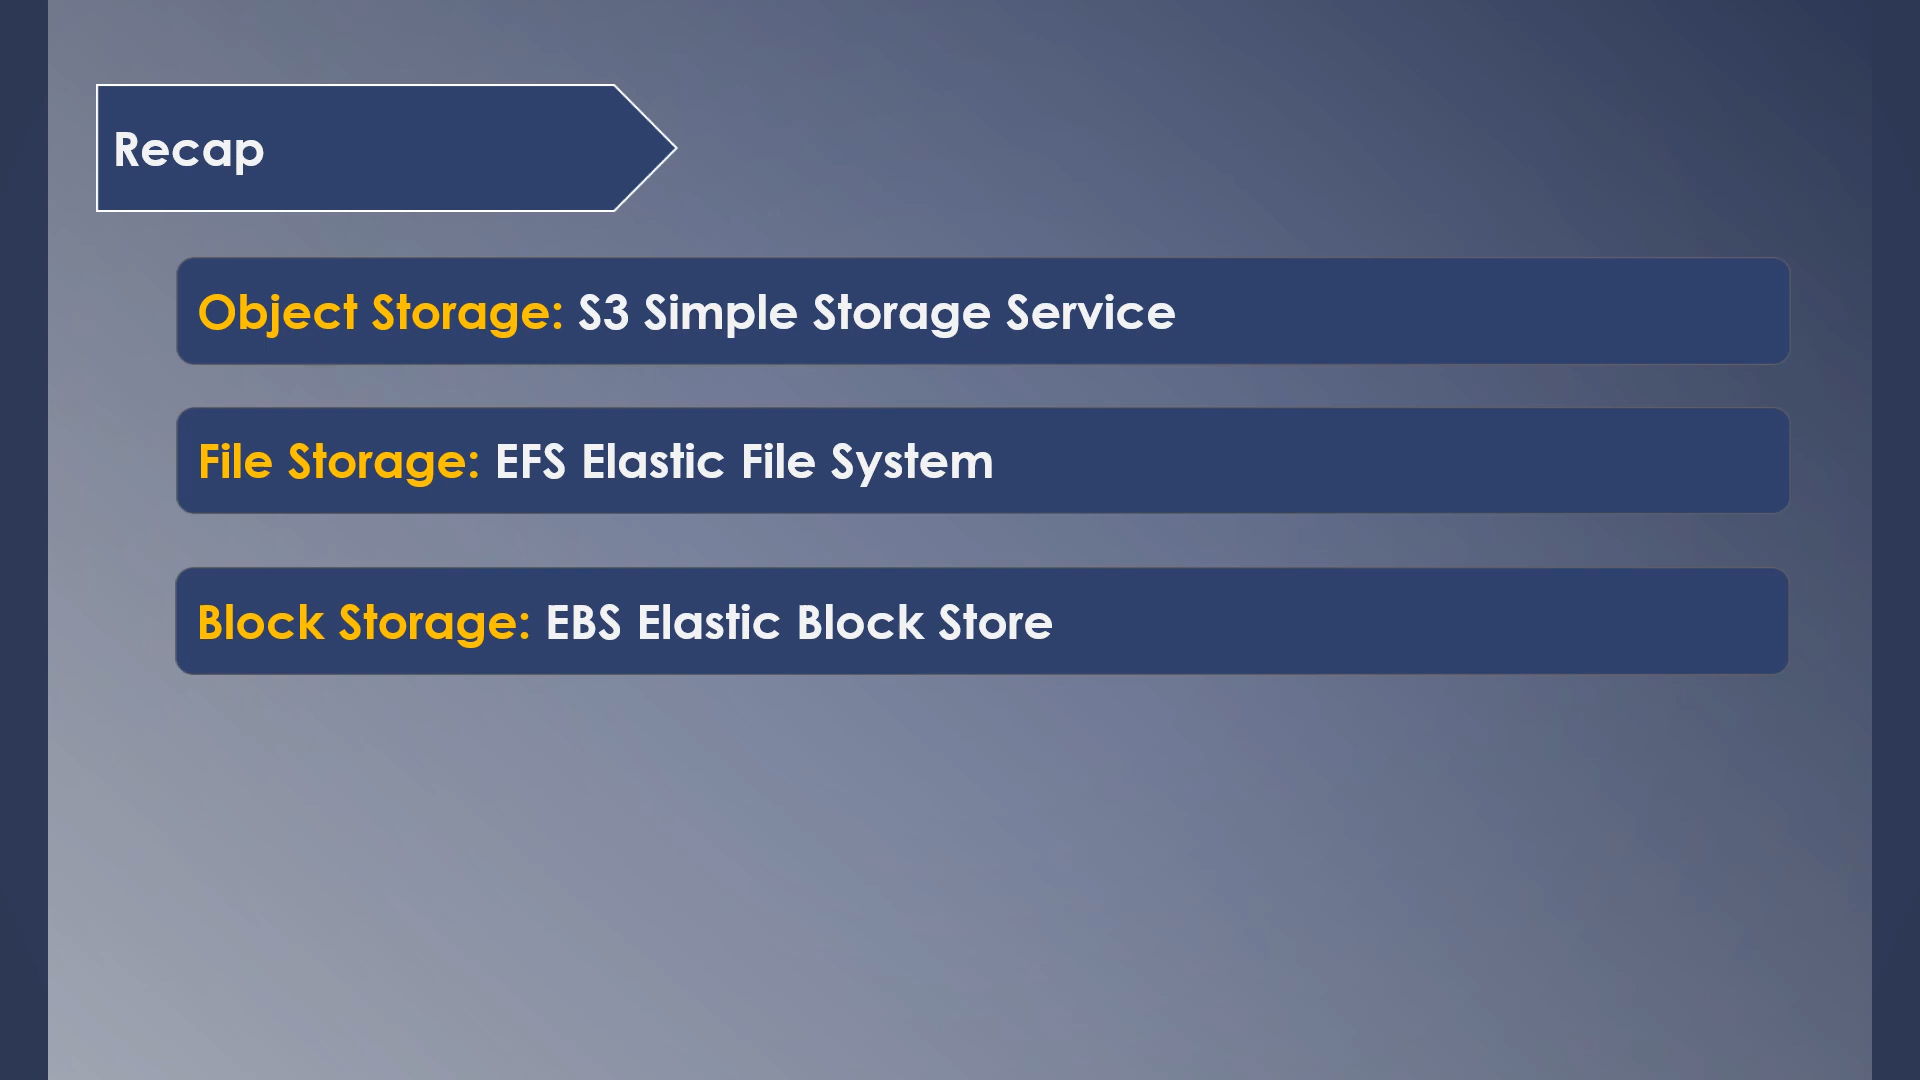 Recap
Object Storage: S3 Simple Storage Service
File Storage: EFS Elastic File System
Block Storage: EBS Elastic Block Store